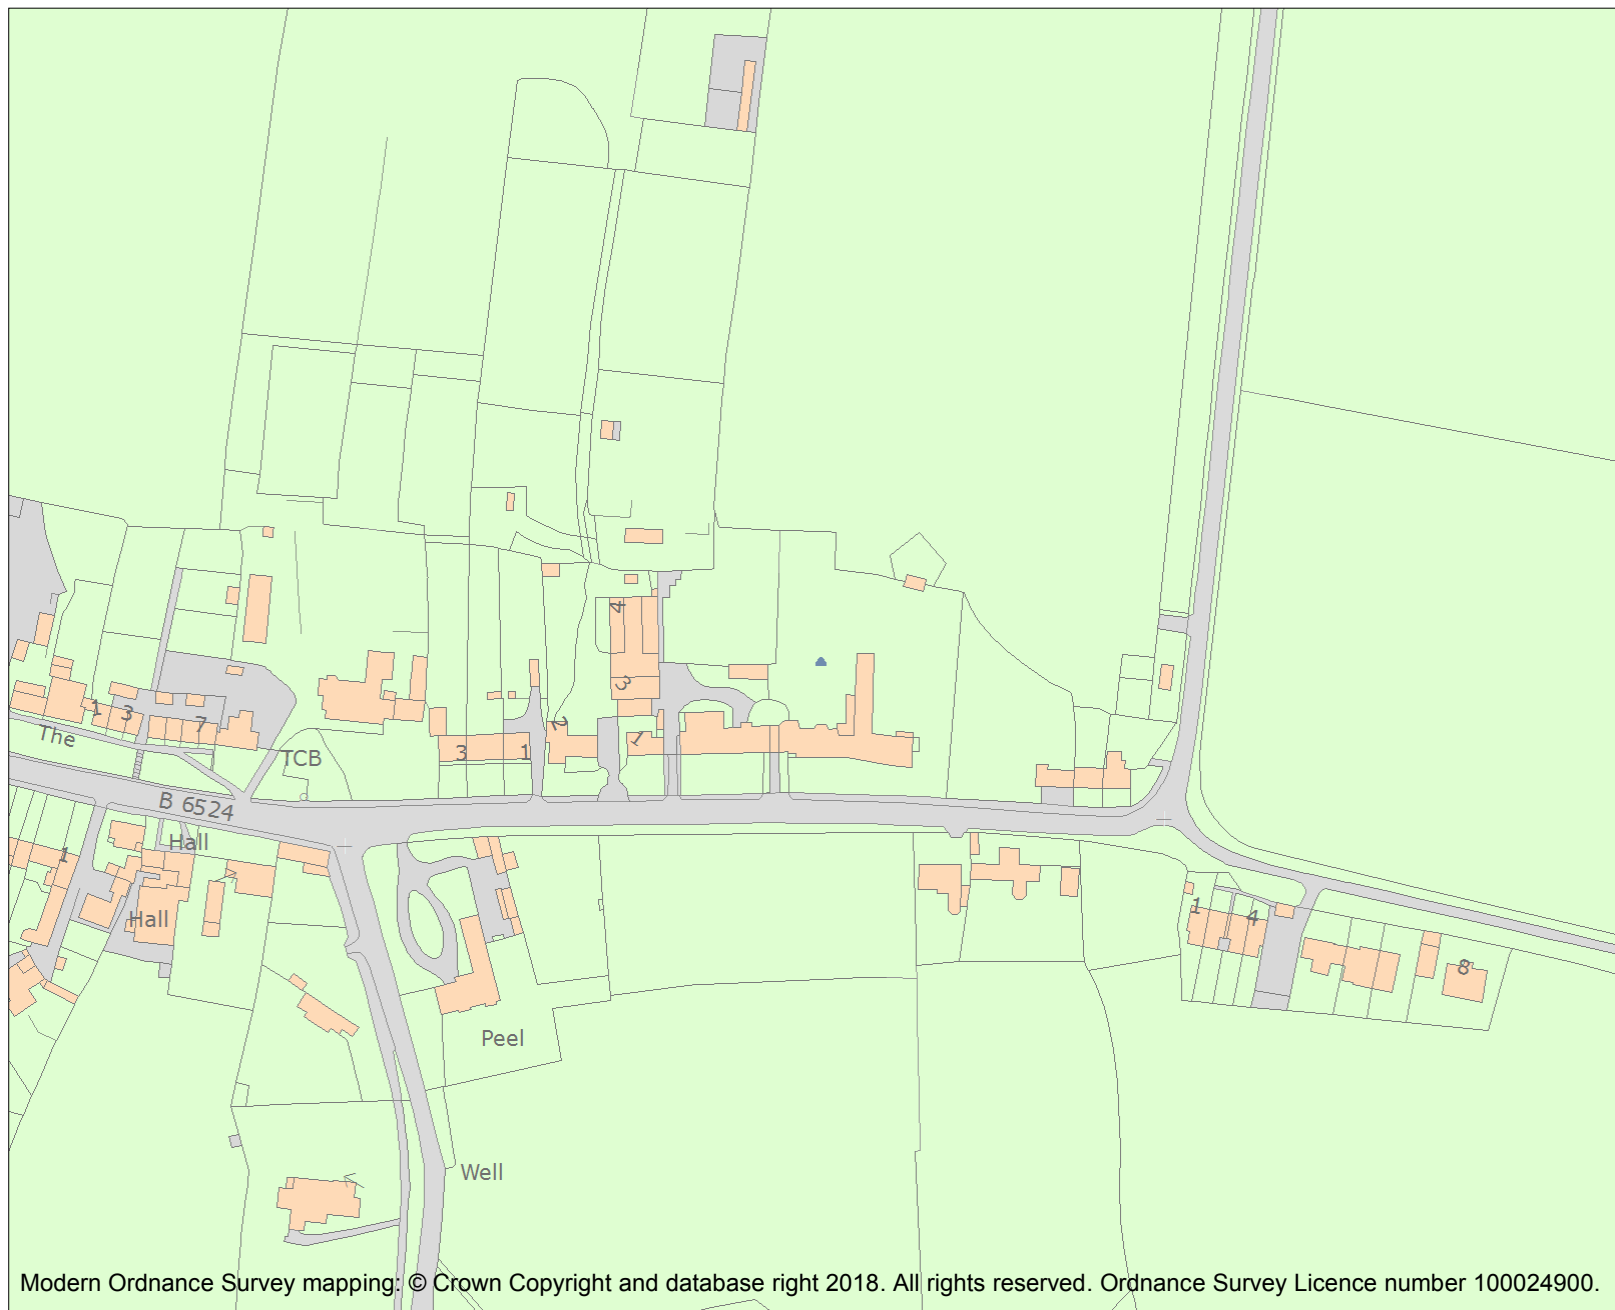 4
3
1
3
7
The
2
1
3
1
TCB
B 6524
Hall
1
Hall
1
4
8
Peel
Well
Modern Ordnance Survey mapping: © Crown Copyright and database right 2018. All rights reserved. Ordnance Survey Licence number 100024900.